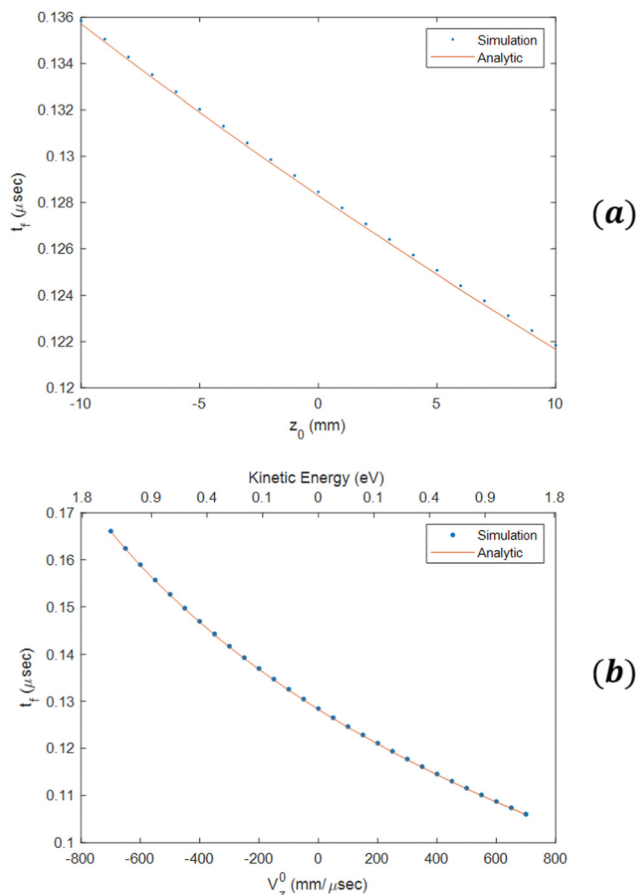 0.136
0.134
0.132
0.13
0.128
0.126
0.124
0.122
0.12
t_f (μsec)
Simulation
Analytic
-10 -5 0 5 10
z_0 (mm)
(a)
Kinetic Energy (eV)
1.8 0.9 0.4 0.1 0 0.1 0.4 0.9 1.8
0.17
0.16
0.15
0.14
0.13
0.12
0.11
0.1
t_f (μsec)
Simulation
Analytic
-800 -600 -400 -200 0 200 400 600 800
V_z^0 (mm/μsec)
(b)